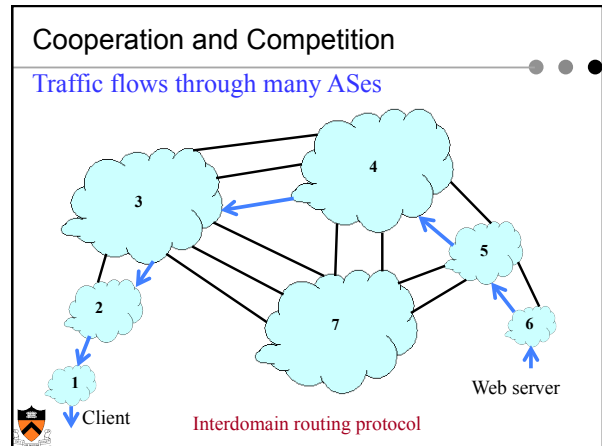 Cooperation and Competition
Traffic flows through many ASes
4
3
5
2
7
6
1
Web server
Client
Interdomain routing protocol